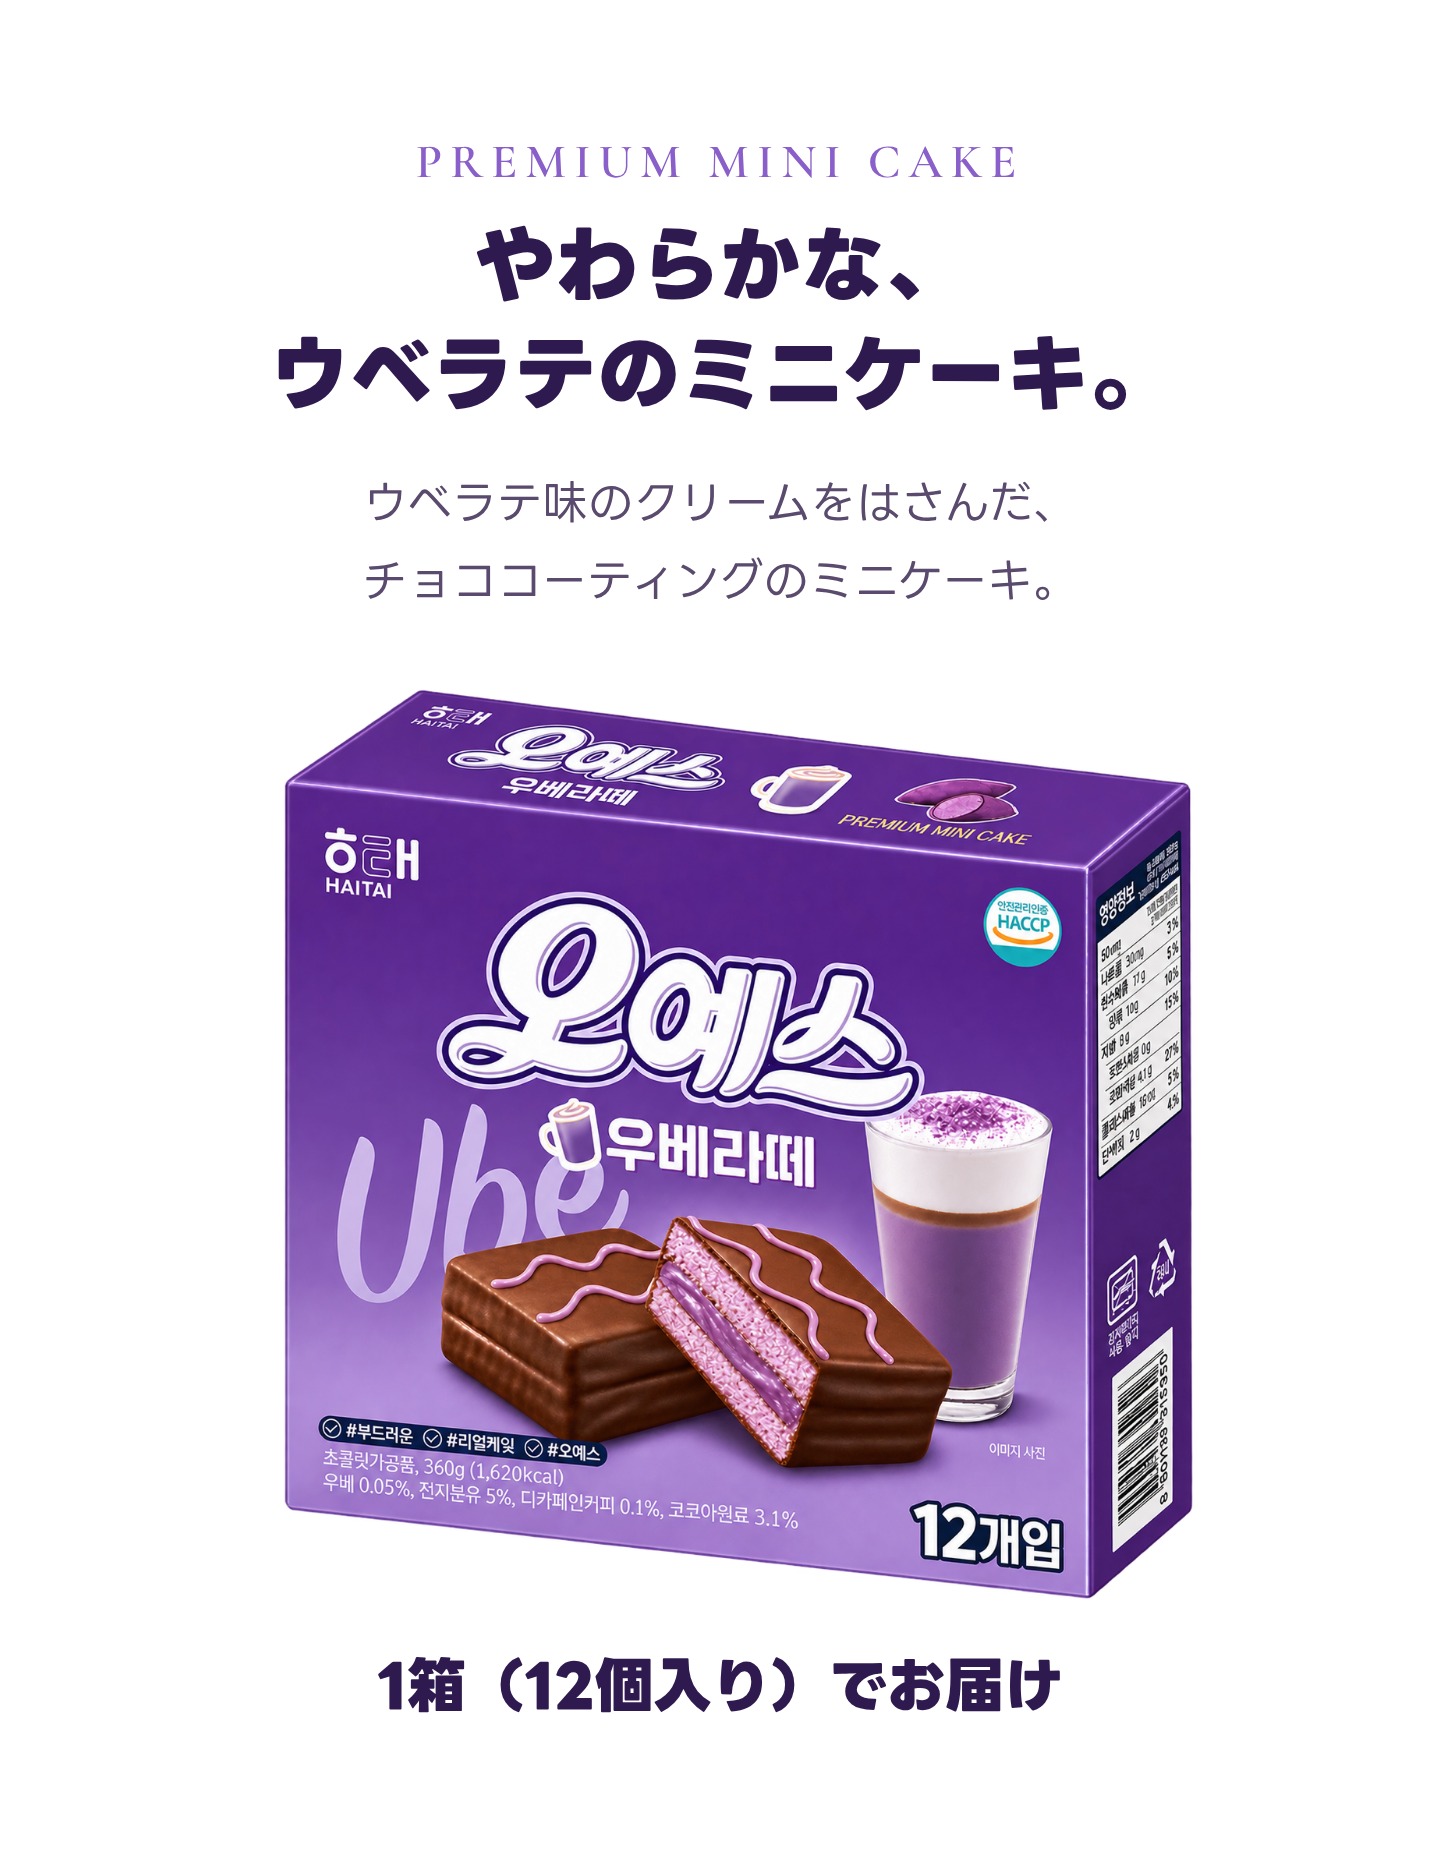 PREMIUM MINI CAKE
やわらかな、
ウベラテのミニケーキ。
ウベラテ味のクリームをはさんだ、
チョココーティングのミニケーキ。
해태
HAITAI
오예스
우베라떼
PREMIUM MINI CAKE
해태
HAITAI
안전관리인증
HACCP
오예스
Ube
우베라떼
#부드러운 #리얼케잌 #오예스
초콜릿가공품, 360g (1,620kcal)
우베 0.05%, 전지분유 5%, 디카페인커피 0.1%, 코코아원료 3.1%
이미지 사진
12개입
영양정보
3%
5%
10%
15%
27%
5%
4%
1箱（12個入り）でお届け